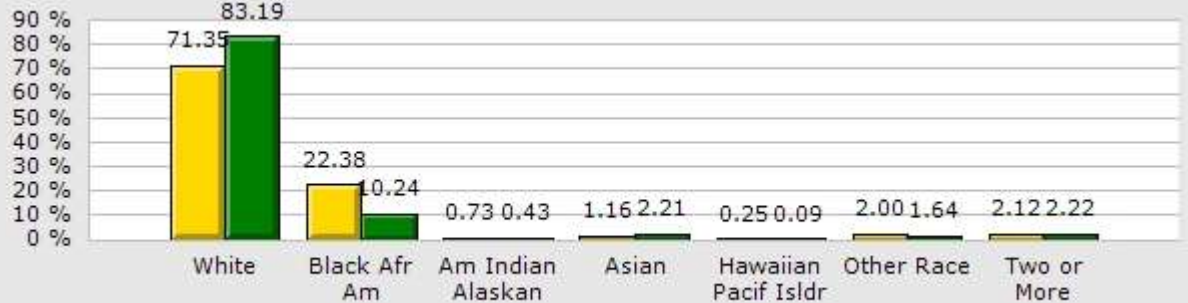 90 %
80 %
70 %
60 %
50 %
40 %
30 %
20 %
10 %
0 %
71.35 83.19
22.38 10.24
0.73 0.43
1.16 2.21
0.25 0.09
2.00 1.64
2.12 2.22
White
Black Afr
Am
Am Indian
Alaskan
Asian
Hawaiian
Pacif Isldr
Other Race
Two or
More